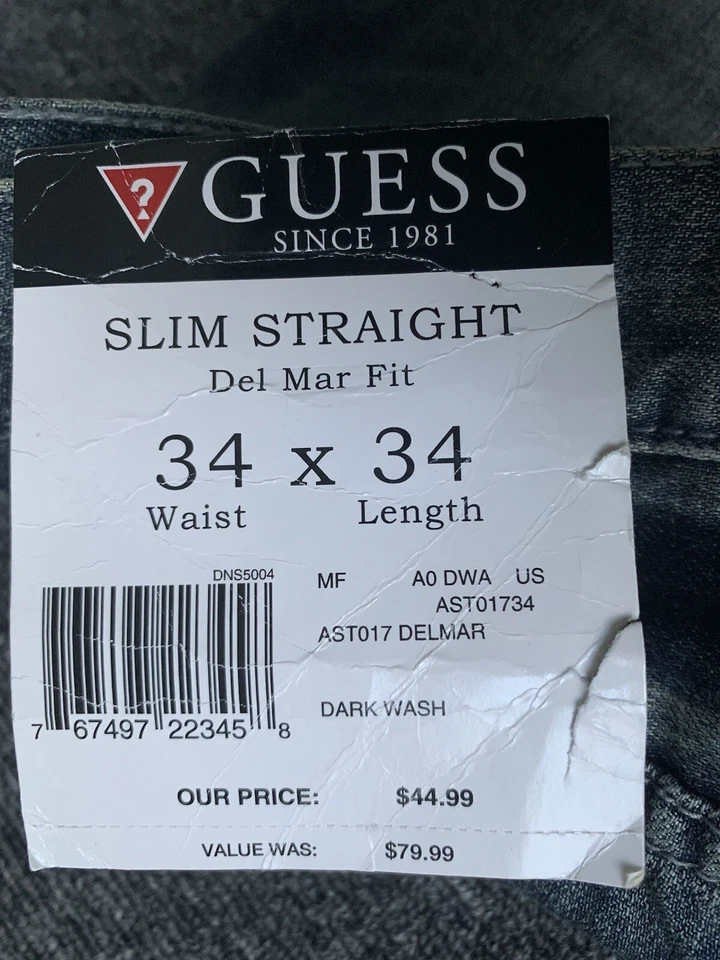 ? GUESS
SINCE 1981
SLIM STRAIGHT
Del Mar Fit
34 x 34
Waist Length
DNS5004 MF A0 DWA US
AST01734
AST017 DELMAR
DARK WASH
7 67497 22345 8
OUR PRICE: $44.99
VALUE WAS: $79.99